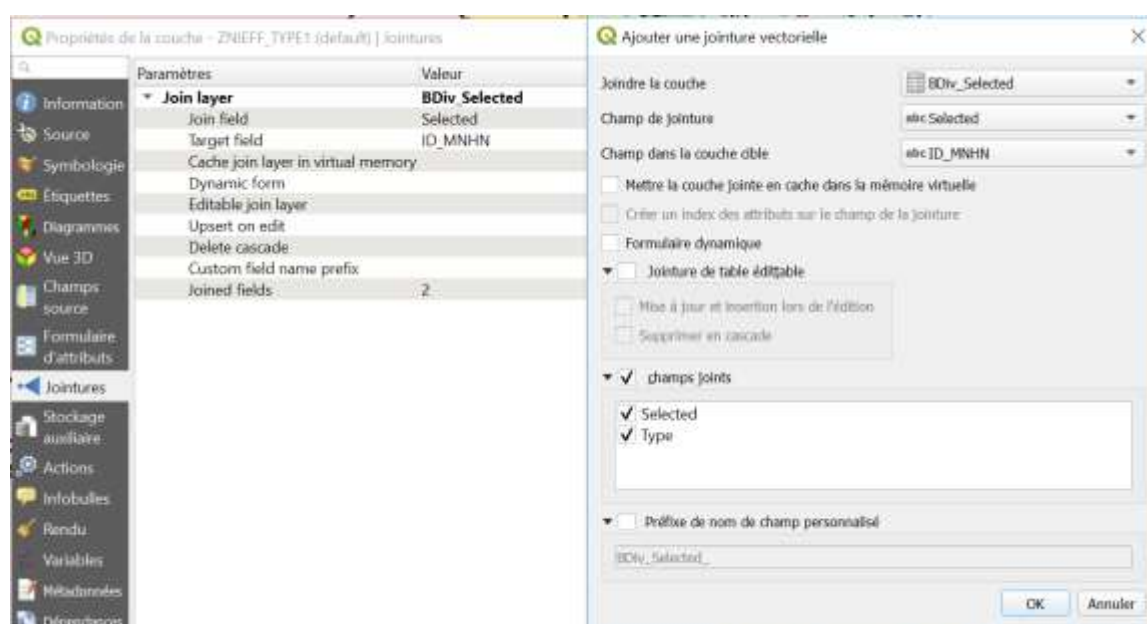 Propriétés de la couche - ZNIEFF_TYPE1 (default) | Jointures
Information
Source
Symbologie
Étiquettes
Diagrammes
Vue 3D
Champs
source
Formulaire
d'attributs
Jointures
Stockage
auxiliaire
Actions
Infobulles
Rendu
Variables
Métadonnées
Dépendances
Paramètres Valeur
Join layer BDiv_Selected
Join field Selected
Target field ID_MNHN
Cache join layer in virtual memory
Dynamic form
Editable join layer
Upsert on edit
Delete cascade
Custom field name prefix
Joined fields 2
Ajouter une jointure vectorielle
Joindre la couche BDiv_Selected
Champ de jointure abc Selected
Champ dans la couche cible abc ID_MNHN
Mettre la couche jointe en cache dans la mémoire virtuelle
Créer un index des attributs sur le champ de la jointure
Formulaire dynamique
Jointure de table édittable
Mise à jour et insertion lors de l'édition
Supprimer en cascade
champs joints
Selected
Type
Préfixe de nom de champ personnalisé
BDiv_Selected_
OK Annuler